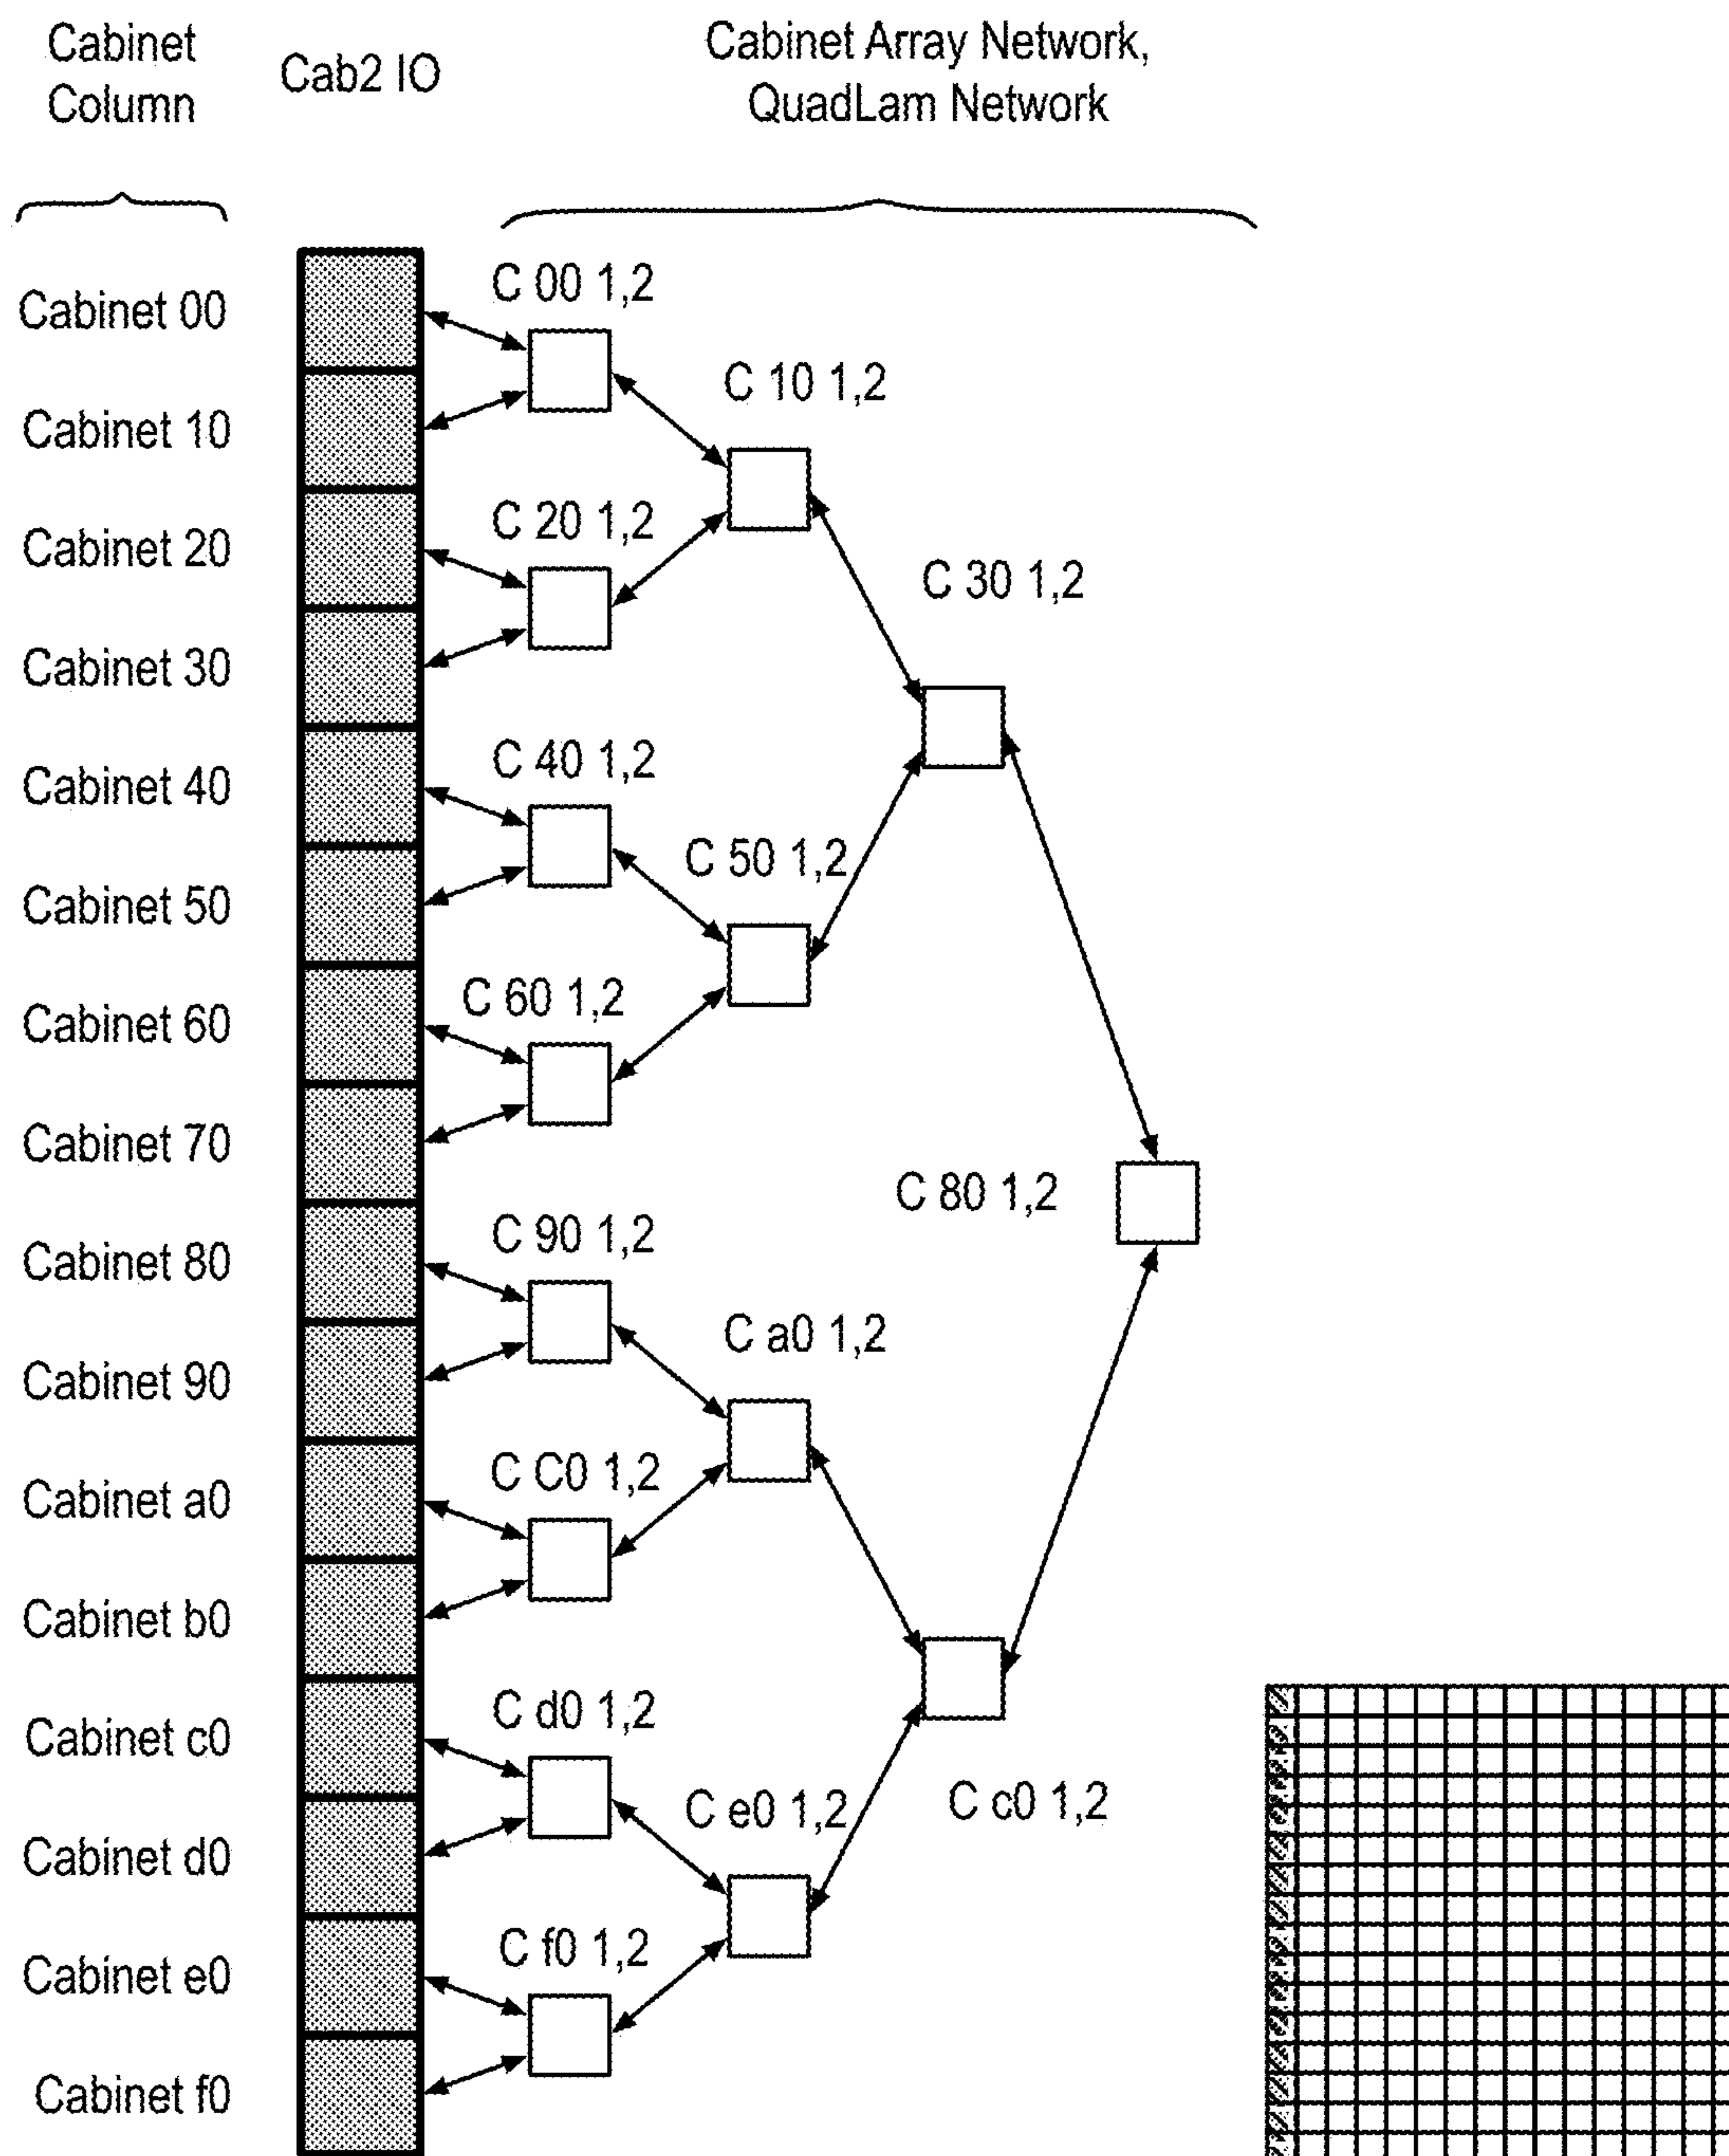 Cabinet
Column
Cab2 IO
Cabinet Array Network,
QuadLam Network
Cabinet 00
C 00 1,2
C 10 1,2
Cabinet 10
Cabinet 20
C 20 1,2
C 30 1,2
Cabinet 30
Cabinet 40
C 40 1,2
C 50 1,2
Cabinet 50
Cabinet 60
C 60 1,2
Cabinet 70
C 80 1,2
Cabinet 80
C 90 1,2
C a0 1,2
Cabinet 90
Cabinet a0
C C0 1,2
Cabinet b0
Cabinet c0
C d0 1,2
C e0 1,2
C c0 1,2
Cabinet d0
Cabinet e0
C f0 1,2
Cabinet f0